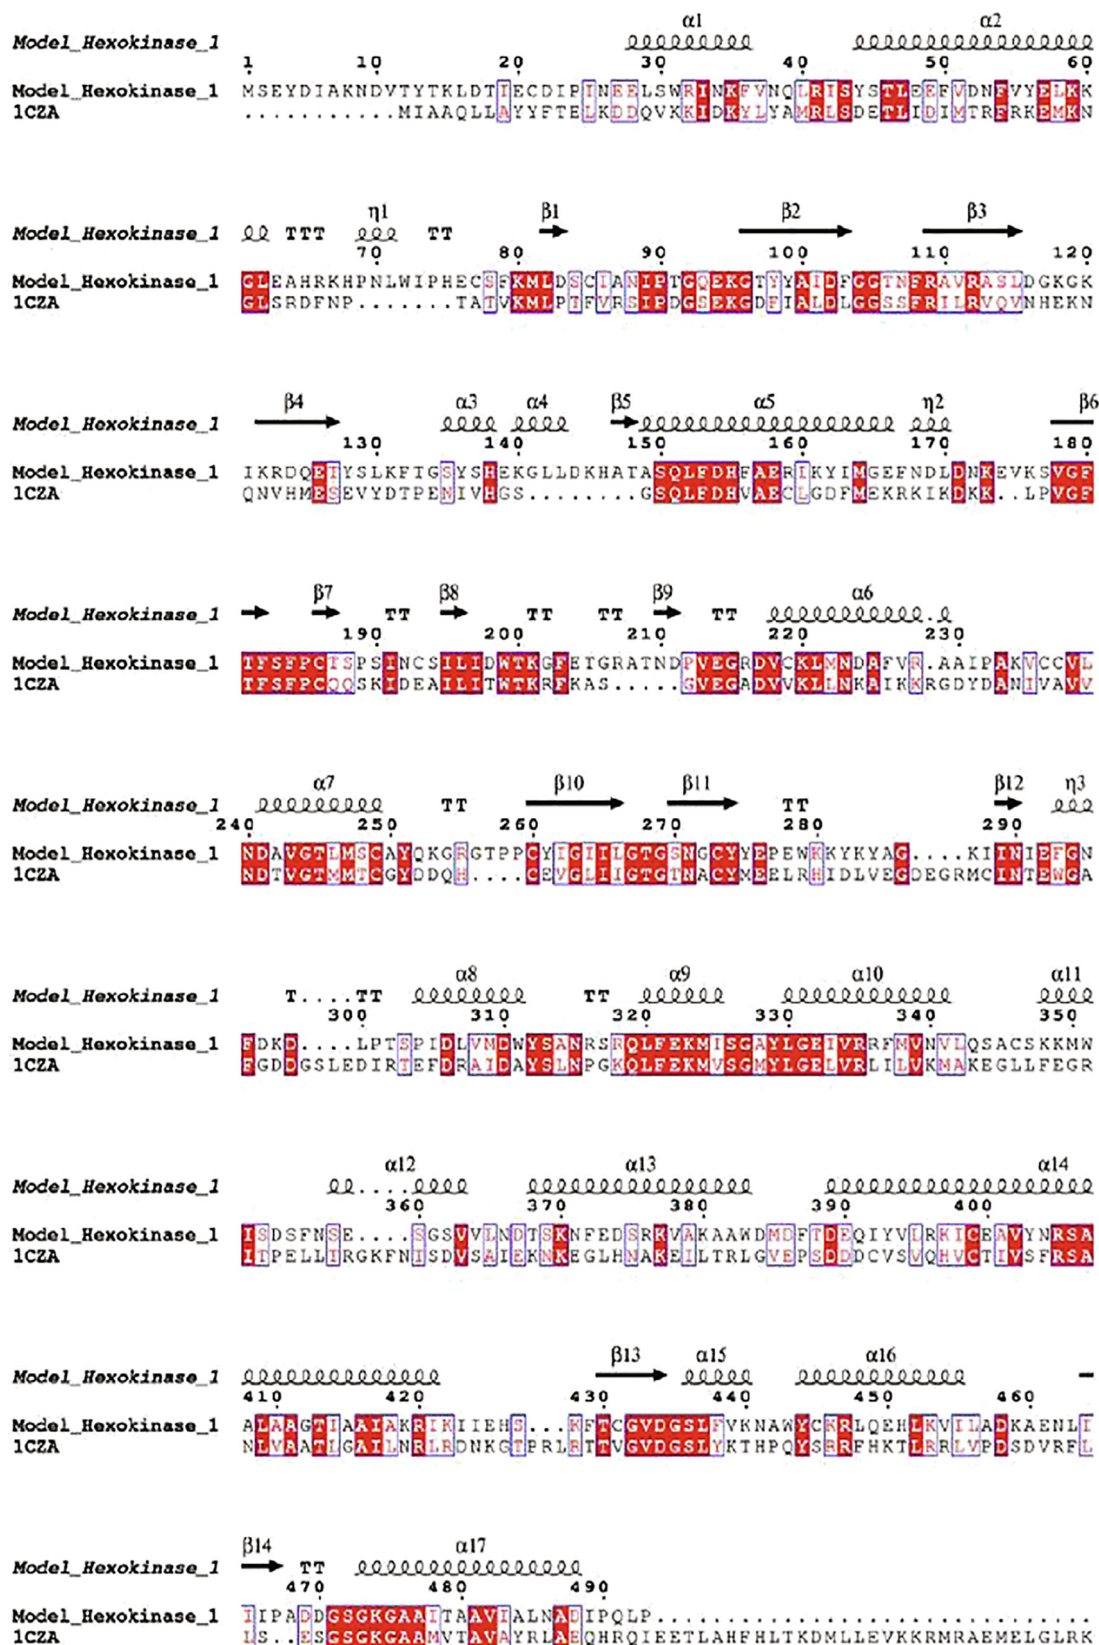 α1 α2
Model_Hexokinase_1
1 10 20 30 40 50 60
Model_Hexokinase_1 MSEYDIAKNDVTYTKLDTIECDIPINEELSWRINKFVNQLRISYSTLEEFVDNFVYELKK
1CZA ...........MIAAQLLAYYFTELKDDQVKKIDKYLYAMRLSDETLIDIMTRFRKEMKN
η1 β1 β2 β3
Model_Hexokinase_1 TTT TT
70 80 90 100 110 120
Model_Hexokinase_1 GLEAHRKHPNLWIPHECSFKMLDSCIANIPTGQEKGTYYAIDFGGTNFRAVRASLDGKGK
1CZA GLSRDFNP.......TATVKMLPTFVRSIPDGSEKGDFIALDLGGSSFRILRVQVNHEKN
β4 α3 α4 β5 α5 η2 β6
Model_Hexokinase_1
130 140 150 160 170 180
Model_Hexokinase_1 IKRDQETYSLKFTGSYSHEKGLLDKHATASQLFDHFAERIKYIMGEFNDLDNKEVKSVGF
1CZA QNVHMESEVYDTPENIVHGS........GSQLFDHVAECLGDFMEKRKIKDKK..LPVGF
β7 β8 β9 α6
Model_Hexokinase_1 TT TT TT TT .
190 200 210 220 230
Model_Hexokinase_1 TFSFPCTSPSINCSILIDWTKGFETGRATNDPVEGRDVCKLMNDAFVR.AAIPAKVCCVL
1CZA TFSFPCQQSKIDEAILITWTKRFKAS.....GVEGADVVKLLNKAIKKRGDYDANIVAVV
α7 β10 β11 β12 η3
Model_Hexokinase_1 TT TT
240 250 260 270 280 290
Model_Hexokinase_1 NDAVGTLMSCAYQKGRGTPPCYIGIILGTGSNGCYYEPEWKKYKYAG....KIINIEFGN
1CZA NDTVGTMMTCGYDDQH....CEVGLIIGTGTNACYMEELRHIDLVEGDEGRMCINTEWGA
α8 α9 α10 α11
Model_Hexokinase_1 T....TT TT
300 310 320 330 340 350
Model_Hexokinase_1 FDKD....LPTSPIDLVMDWYSANRSRQLFEKMISGAYLGEIVRRFMVNVLQSACSKKMW
1CZA FGDDGSLEDIRTEFDRAIDAYSLNPGKQLFEKMVSGMYLGELVRLILVKMAKEGLLFEGR
α12 α13 α14
Model_Hexokinase_1 ....
360 370 380 390 400
Model_Hexokinase_1 ISDSFNSE....SGSVVLNDTSKNFEDSRKVAKAAWDMDFTDEQIYVLRKICEAVYNRSA
1CZA ITPELLTRGKFNTSDVSAIEKNKEGLHNAKEILTRLGVEPSDDDCVSVQHVCTIVSFRSA
β13 α15 α16
Model_Hexokinase_1
410 420 430 440 450 460
Model_Hexokinase_1 ALAAGTIAAIAKRIKIIEHS...KFTCGVDGSLFVKNAWYCKRLQEHLKVILADKAENLI
1CZA NLVAATLGAILNRLRDNKGTPRLRTTVGVDGSLYKTHPQYSRRFHKTLRRLVPDSDVRFL
β14 α17
Model_Hexokinase_1 TT
470 480 490
Model_Hexokinase_1 IIPADDGSGKGAAITAAVIALNADIPQLP...............................
1CZA LS..ESGSGKGAAMVTAVAYRLAEQHRQIEETLAHFHLTKDMLLEVKKRMRAEMELGLRK